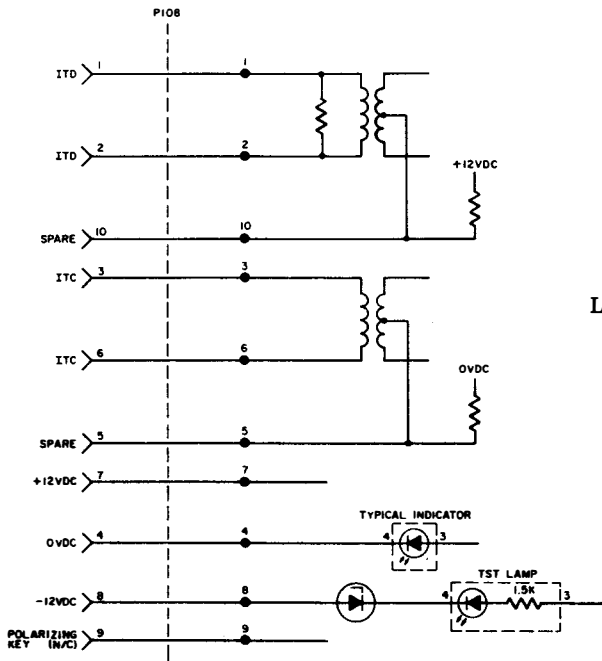 P108
ITD 1 1
ITD 2 2
+12VDC
SPARE 10 10
ITC 3 3
L
ITC 6 6
0VDC
SPARE 5 5
+12VDC 7 7
TYPICAL INDICATOR
0VDC 4 4 4 3
TST LAMP
-12VDC 8 8 4 1.5K 3
POLARIZING
KEY (N/C) 9 9